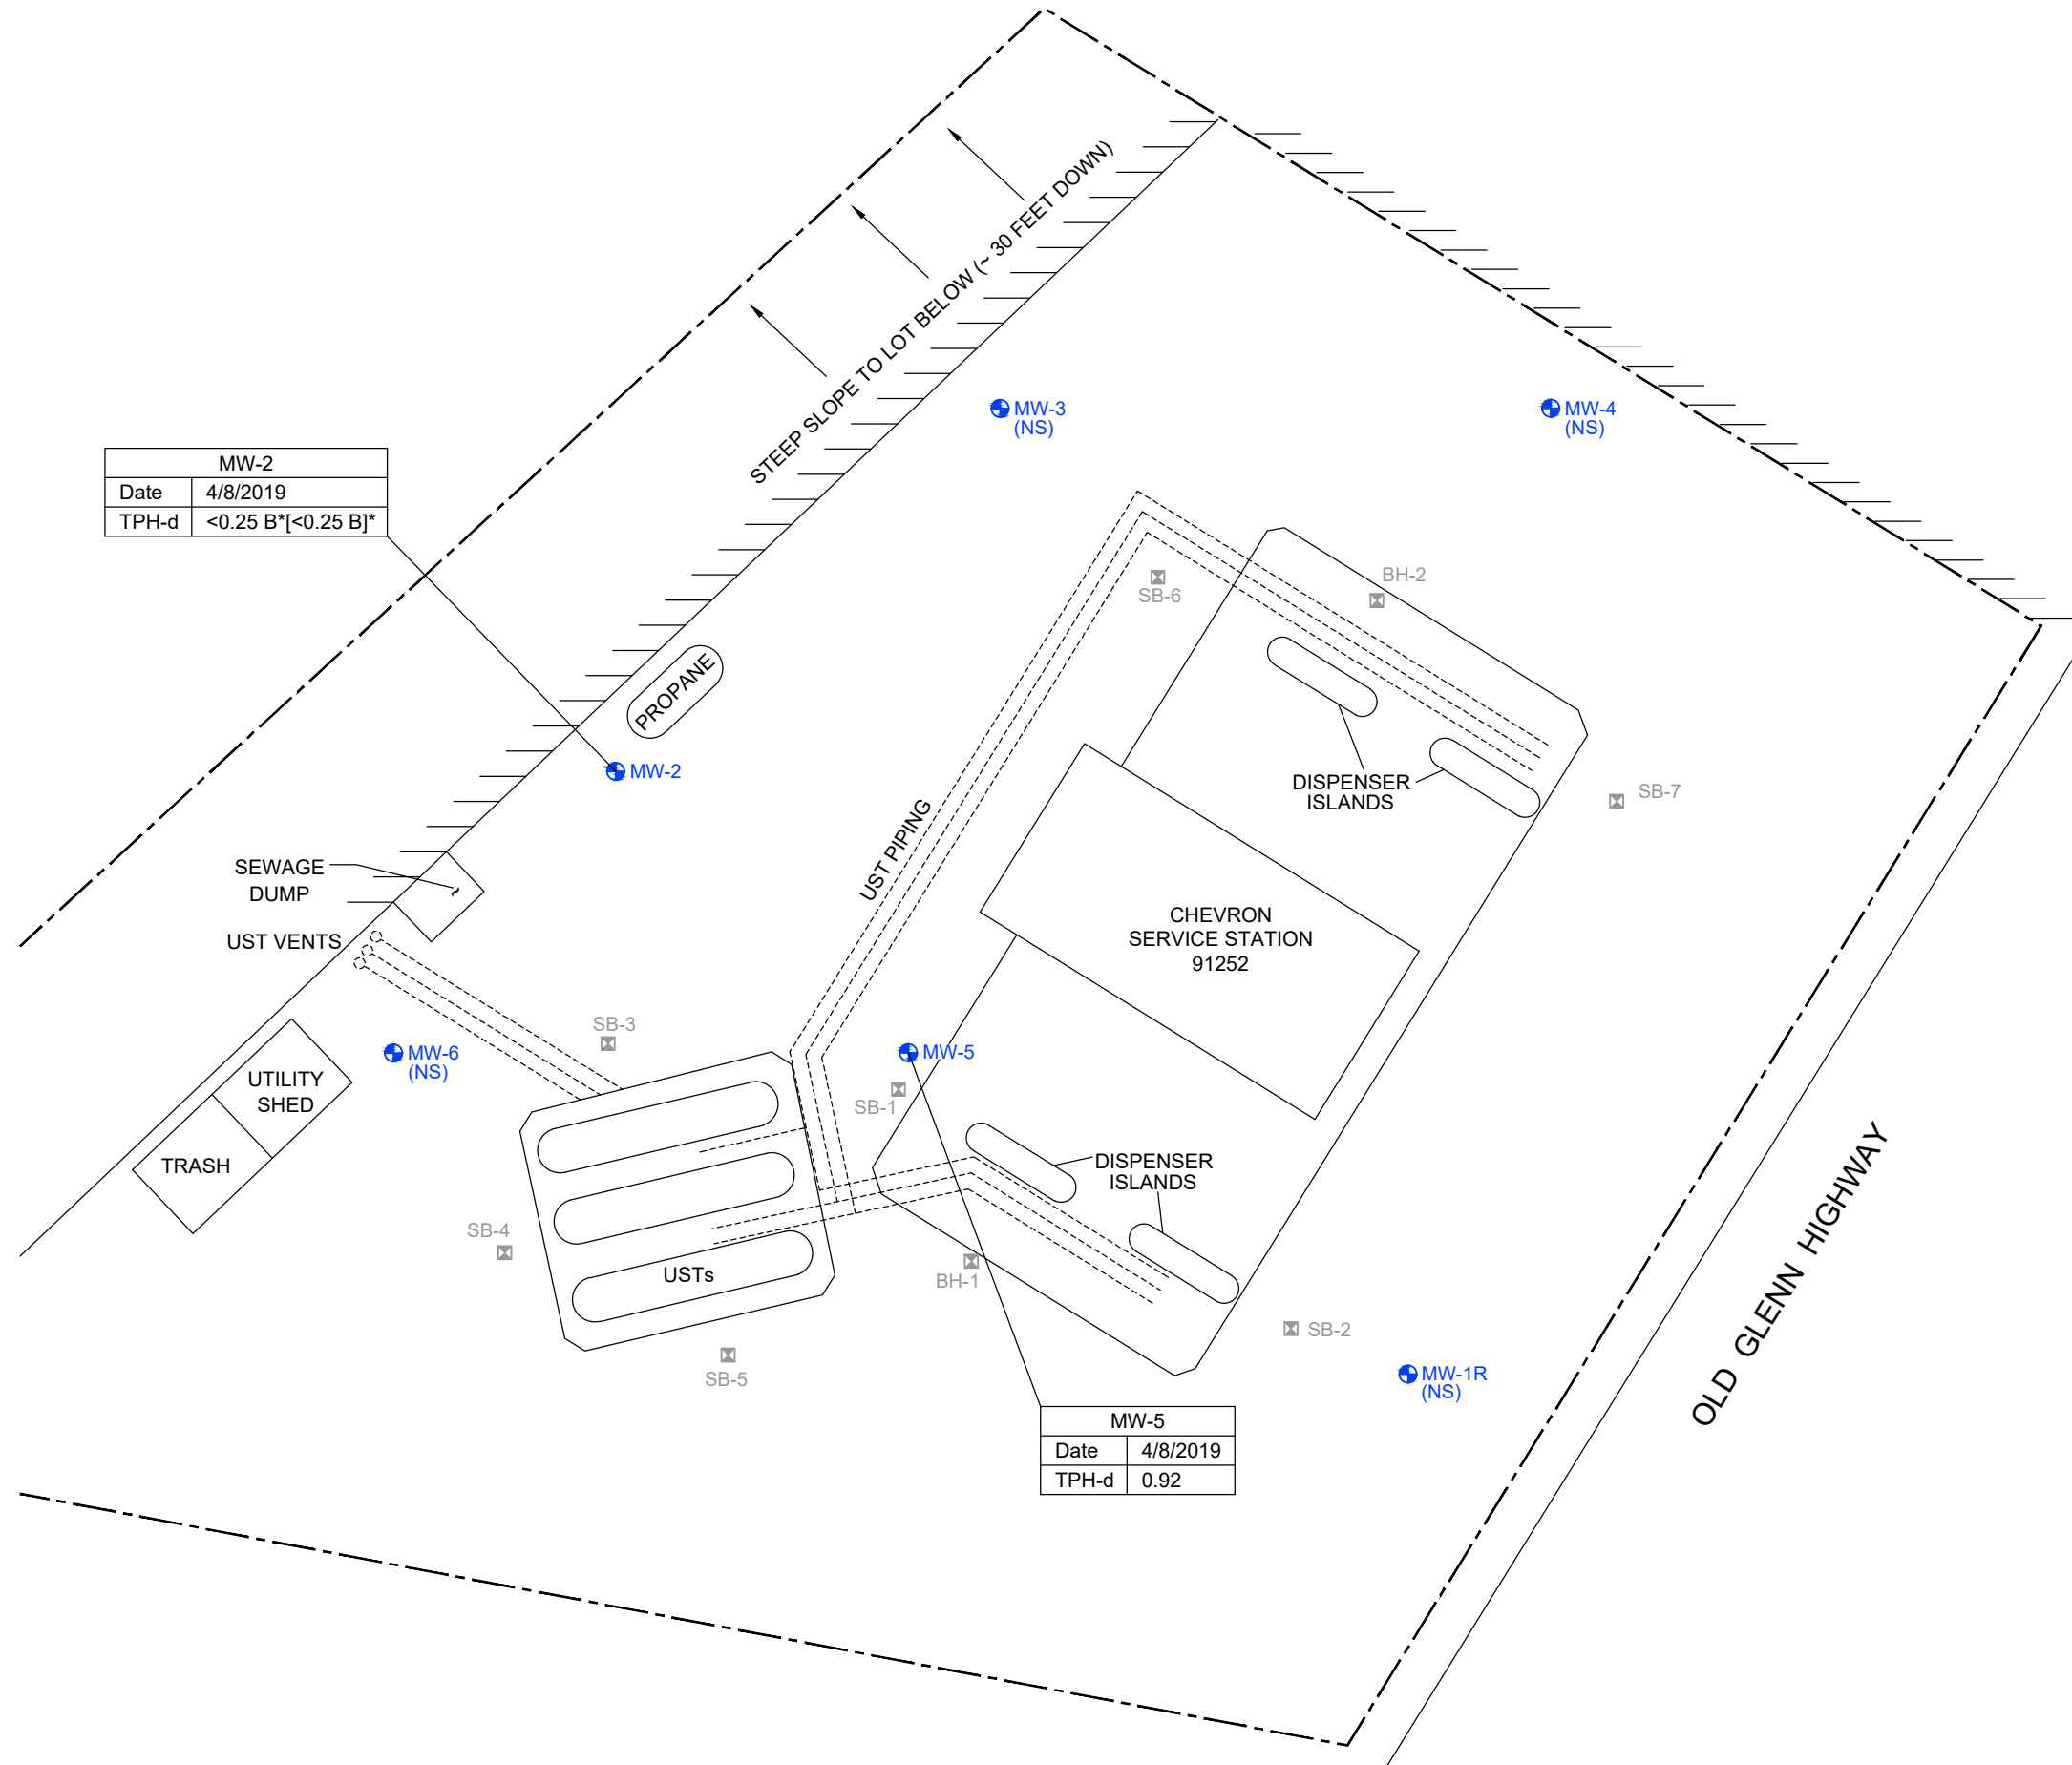 STEEP SLOPE TO LOT BELOW (~ 30 FEET DOWN)
MW-3
(NS)
MW-4
(NS)
MW-2
Date 4/8/2019
TPH-d <0.25 B*[<0.25 B]*
SB-6
BH-2
PROPANE
MW-2
DISPENSER
ISLANDS
SB-7
UST PIPING
SEWAGE
DUMP
~
UST VENTS
CHEVRON
SERVICE STATION
91252
SB-3
MW-6
(NS)
MW-5
UTILITY
SHED
SB-1
TRASH
DISPENSER
ISLANDS
SB-4
USTs
BH-1
SB-2
SB-5
MW-1R
(NS)
OLD GLENN HIGHWAY
MW-5
Date 4/8/2019
TPH-d 0.92